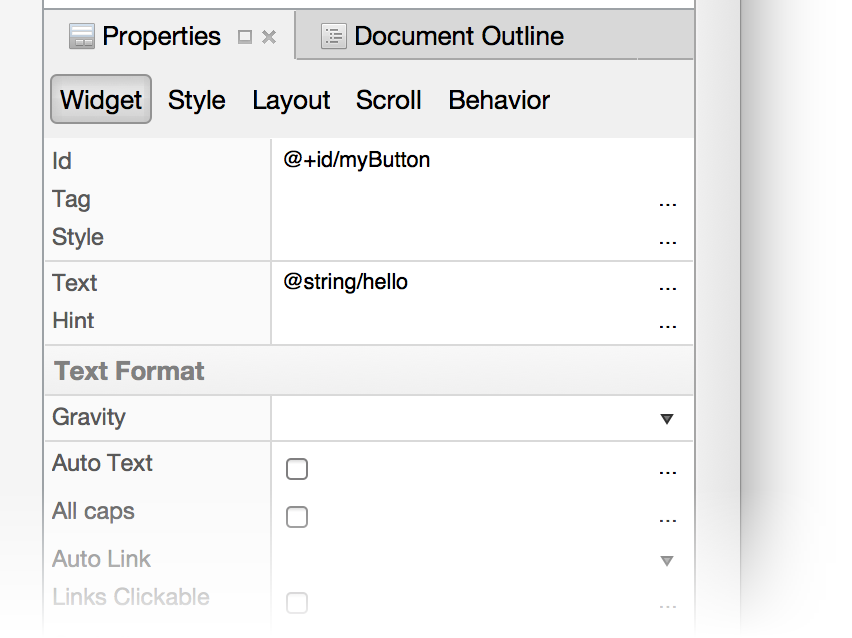 Properties Document Outline
Widget Style Layout Scroll Behavior
Id @+id/myButton
Tag ...
Style ...
Text @string/hello ...
Hint ...
Text Format
Gravity
Auto Text ...
All caps ...
Auto Link
Links Clickable ...